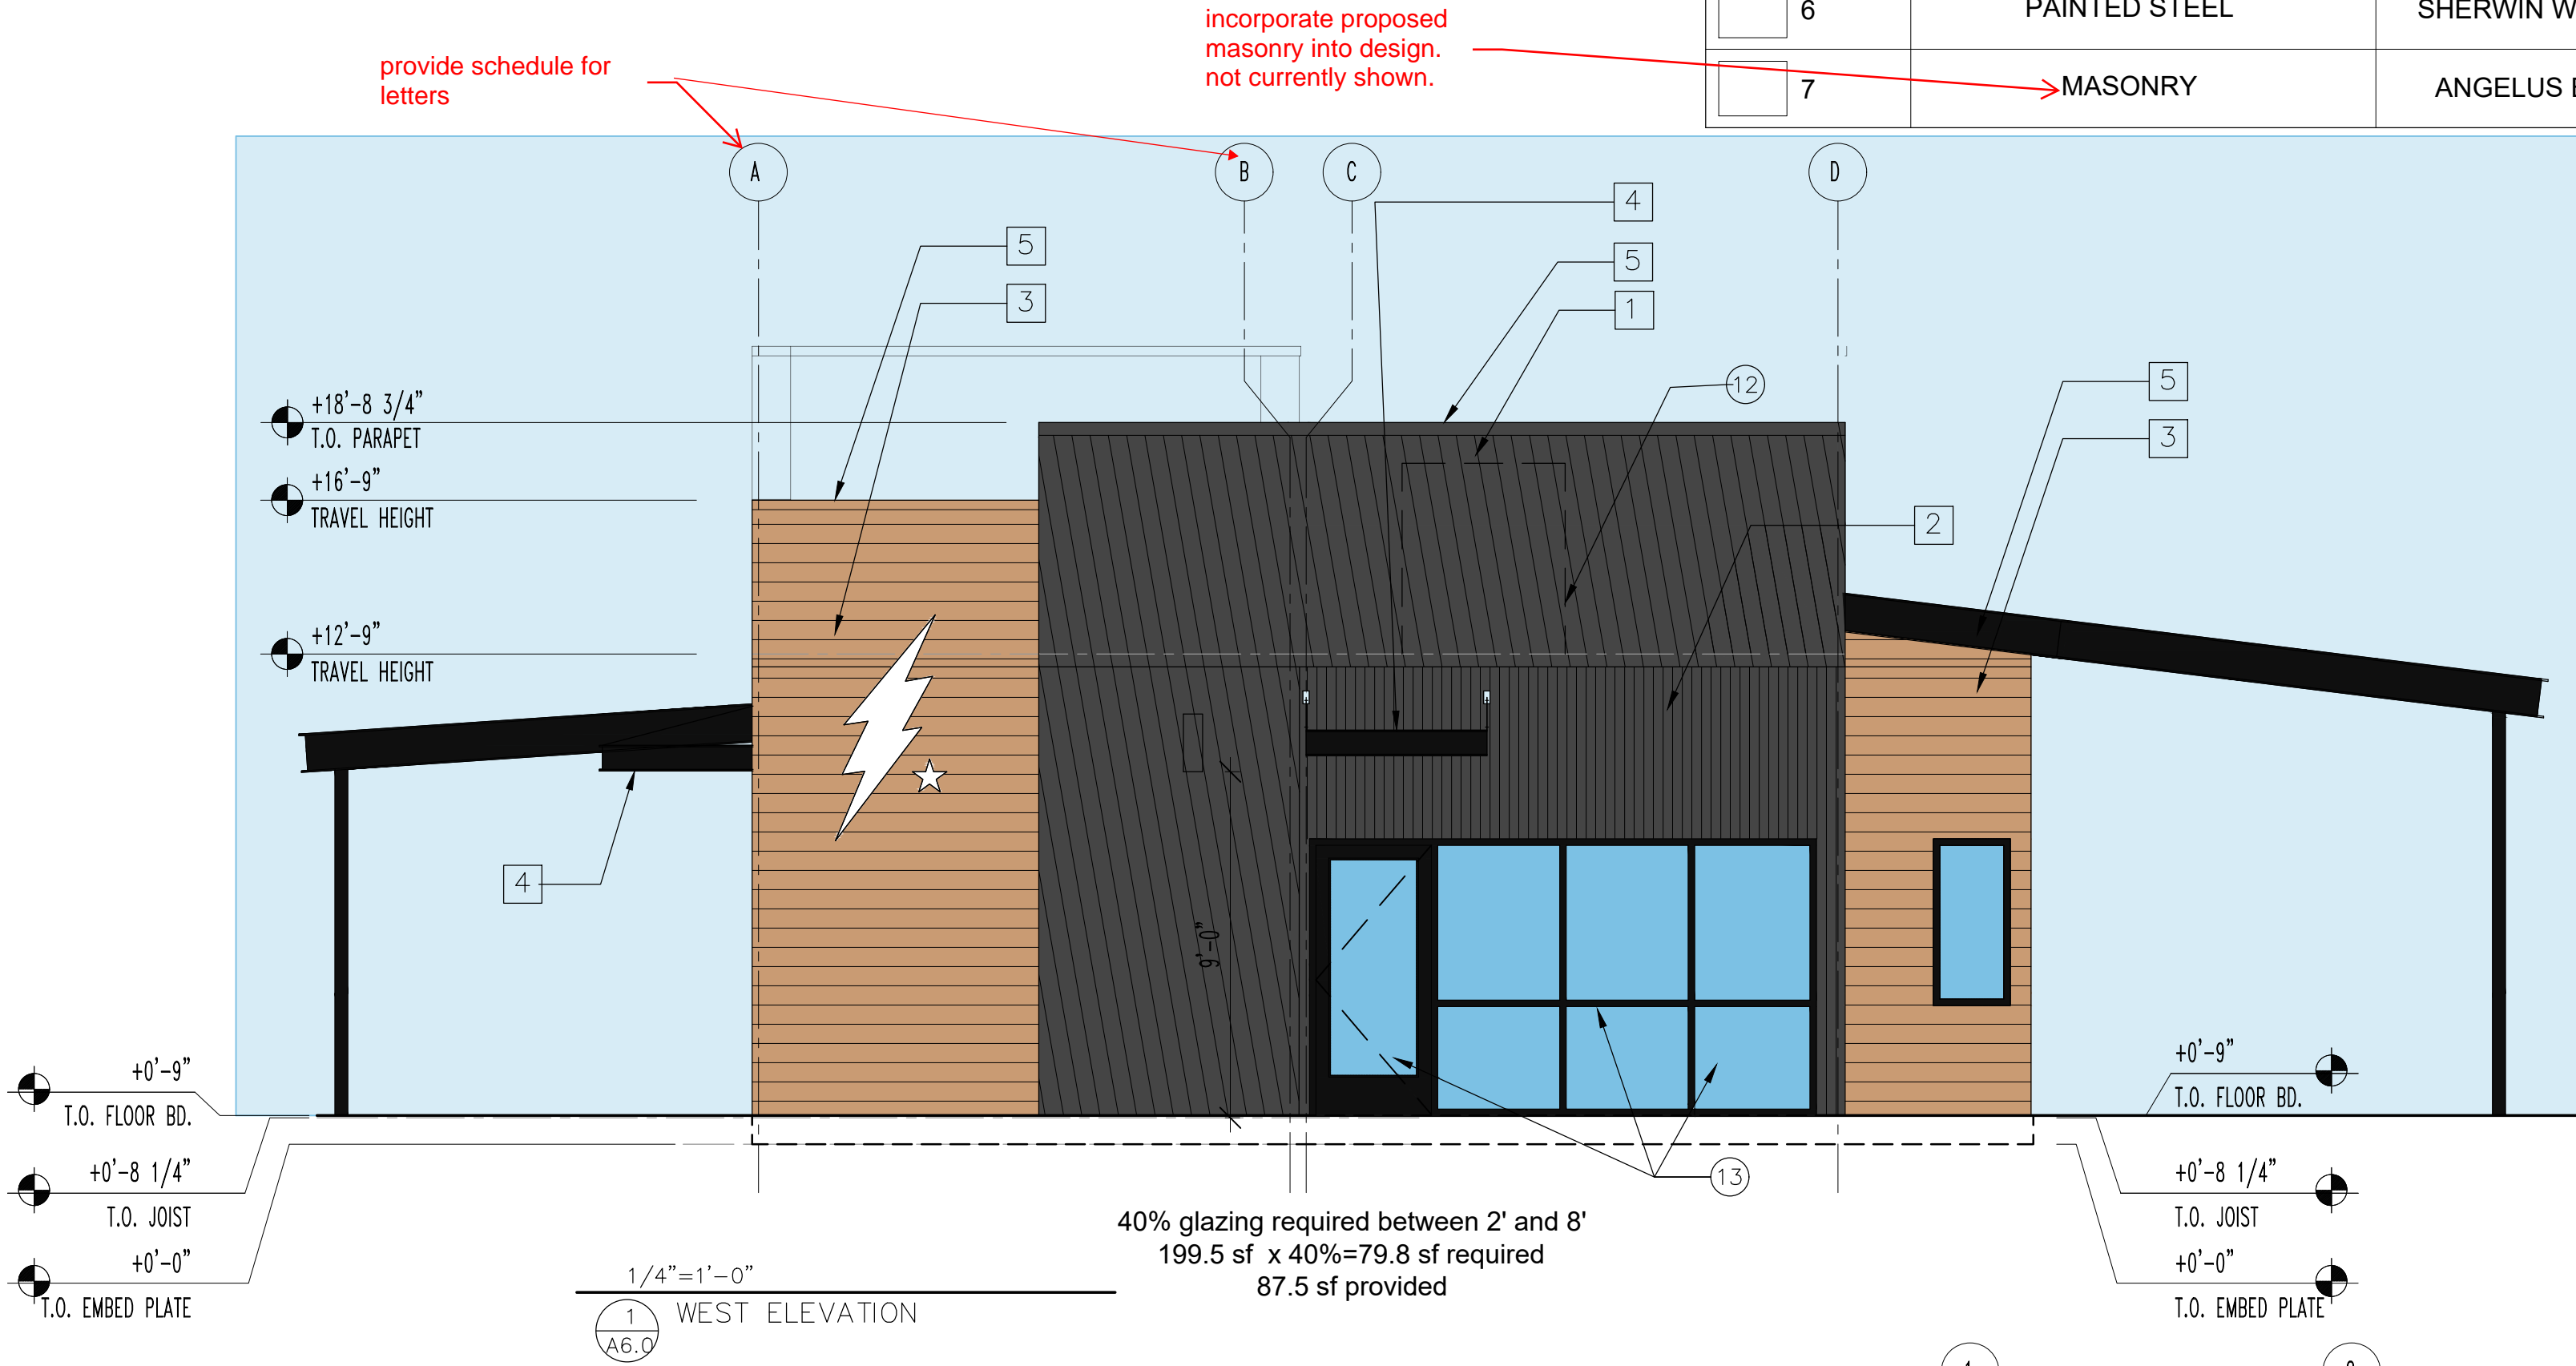 6
PAINTED STEEL
SHERWIN W
7
MASONRY
ANGELUS
incorporate proposed
masonry into design.
not currently shown.
provide schedule for
letters
A
B
C
D
4
5
5
3
1
12
5
3
2
+18'-8 3/4"
T.O. PARAPET
+16'-9"
TRAVEL HEIGHT
+12'-9"
TRAVEL HEIGHT
4
9'-0"
+0'-9"
T.O. FLOOR BD.
+0'-8 1/4"
T.O. JOIST
+0'-0"
T.O. EMBED PLATE
+0'-9"
T.O. FLOOR BD.
+0'-8 1/4"
T.O. JOIST
+0'-0"
T.O. EMBED PLATE
13
40% glazing required between 2' and 8'
199.5 sf x 40%=79.8 sf required
87.5 sf provided
1/4"=1'-0"
1
A6.0
WEST ELEVATION